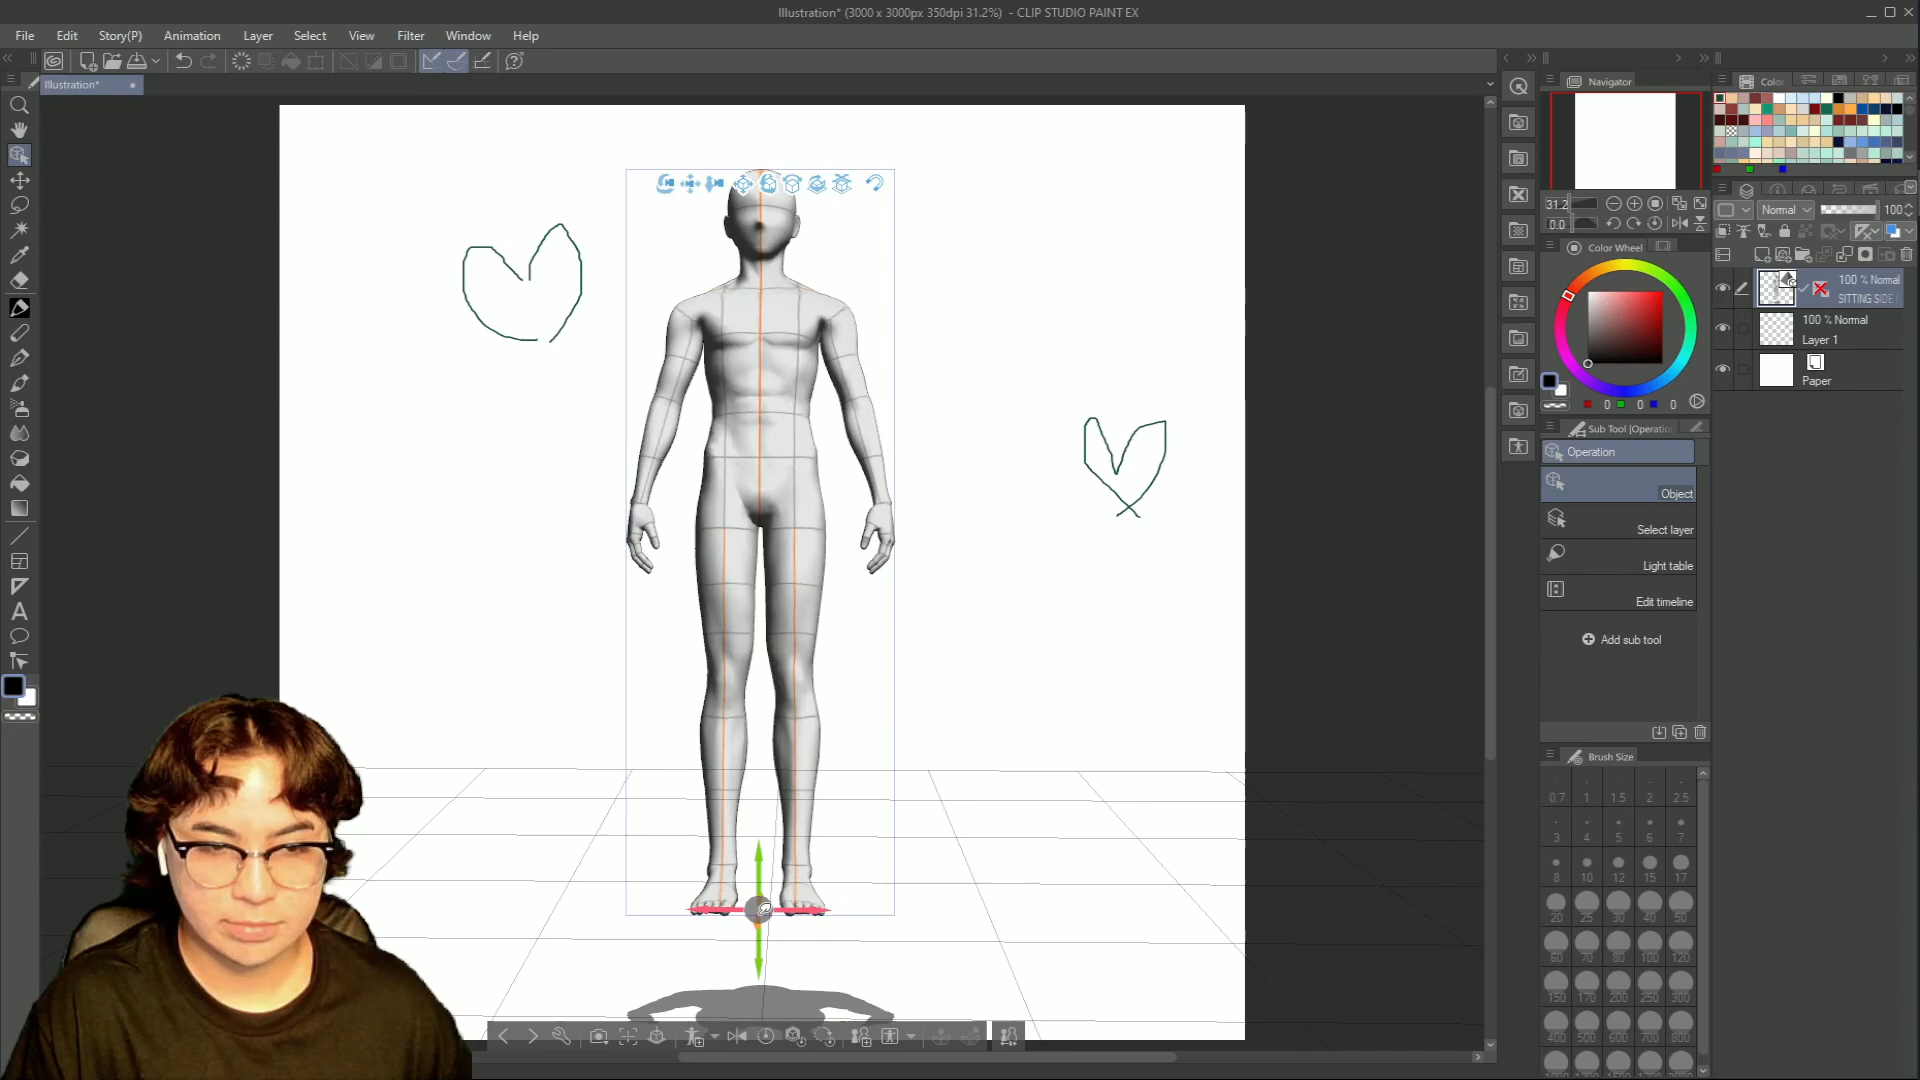 Illustration* (3000 x 3000px 350dpi 31.2%) - CLIP STUDIO PAINT EX
File Edit Story(P) Animation Layer Select View Filter Select Window Help
Illustration*
Navigator
Color
31.2
0.0
Normal 100
Color Wheel
100 % Normal
SITTING SIDE
100 % Normal
Layer 1
Paper
0 0 0
Sub Tool [Operatio
Operation
Object
Select layer
Light table
Edit timeline
Add sub tool
Brush Size
0.7 1 1.5 2 2.5
3 4 5 6 7
8 10 12 15 17
20 25 30 40 50
60 70 80 100 120
150 170 200 250 300
400 500 600 700 800